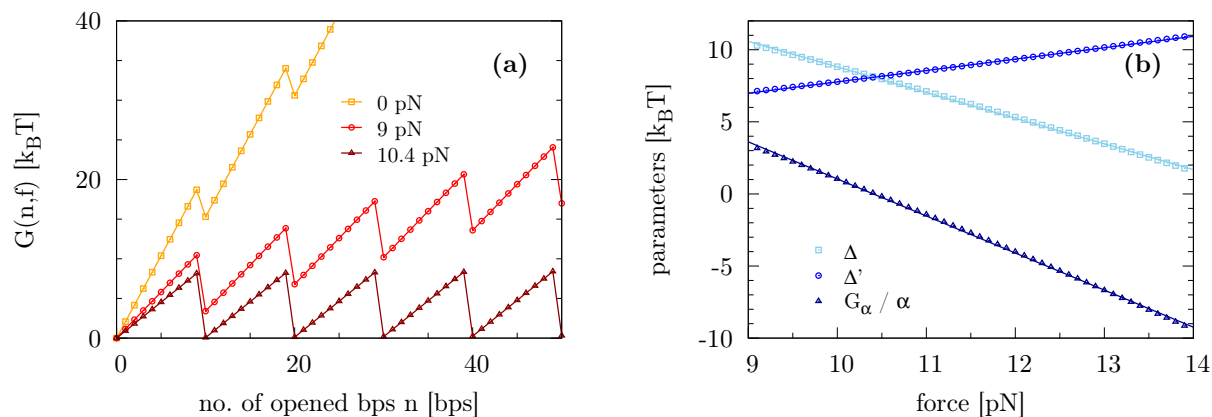 40
20
0
0
20
40
G(n,f) [k_BT]
no. of opened bps n [bps]
(a)
0 pN
9 pN
10.4 pN
10
5
0
-5
-10
9
10
11
12
13
14
parameters [k_BT]
force [pN]
(b)
Δ
Δ'
G_α / α